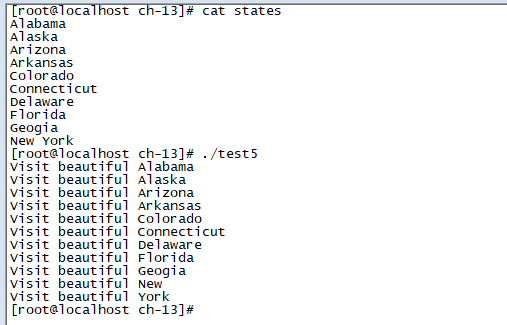 [root@localhost ch-13]# cat states
Alabama
Alaska
Arizona
Arkansas
Colorado
Connecticut
Delaware
Florida
Geogia
New York
[root@localhost ch-13]# ./test5
Visit beautiful Alabama
Visit beautiful Alaska
Visit beautiful Arizona
Visit beautiful Arkansas
Visit beautiful Colorado
Visit beautiful Connecticut
Visit beautiful Delaware
Visit beautiful Florida
Visit beautiful Geogia
Visit beautiful New
Visit beautiful York
[root@localhost ch-13]#